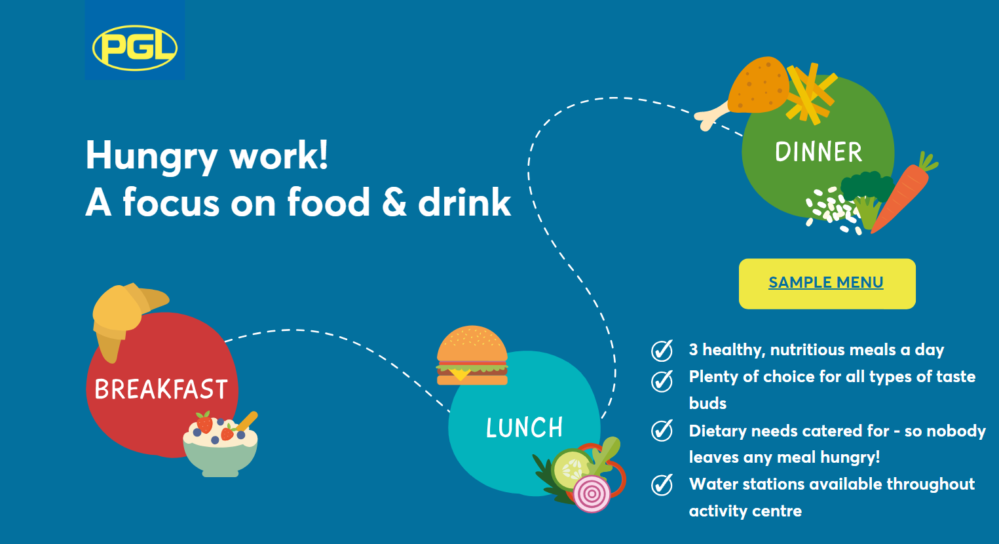 PGL
Hungry work!
A focus on food & drink
BREAKFAST
LUNCH
DINNER
SAMPLE MENU
3 healthy, nutritious meals a day
Plenty of choice for all types of taste
buds
Dietary needs catered for - so nobody
leaves any meal hungry!
Water stations available throughout
activity centre